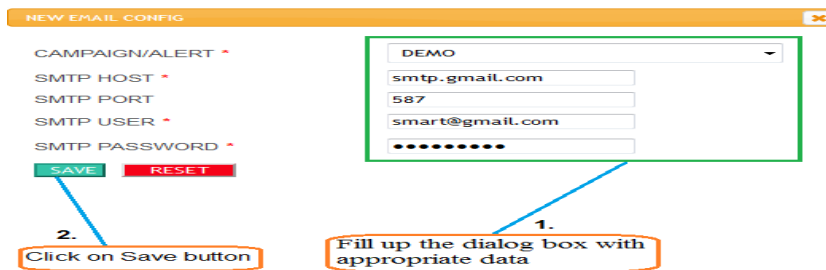 NEW EMAIL CONFIG
CAMPAIGN/ALERT * DEMO
SMTP HOST * smtp.gmail.com
SMTP PORT 587
SMTP USER * smart@gmail.com
SMTP PASSWORD * •••••••••
SAVE RESET
2.
Click on Save button
1.
Fill up the dialog box with
appropriate data